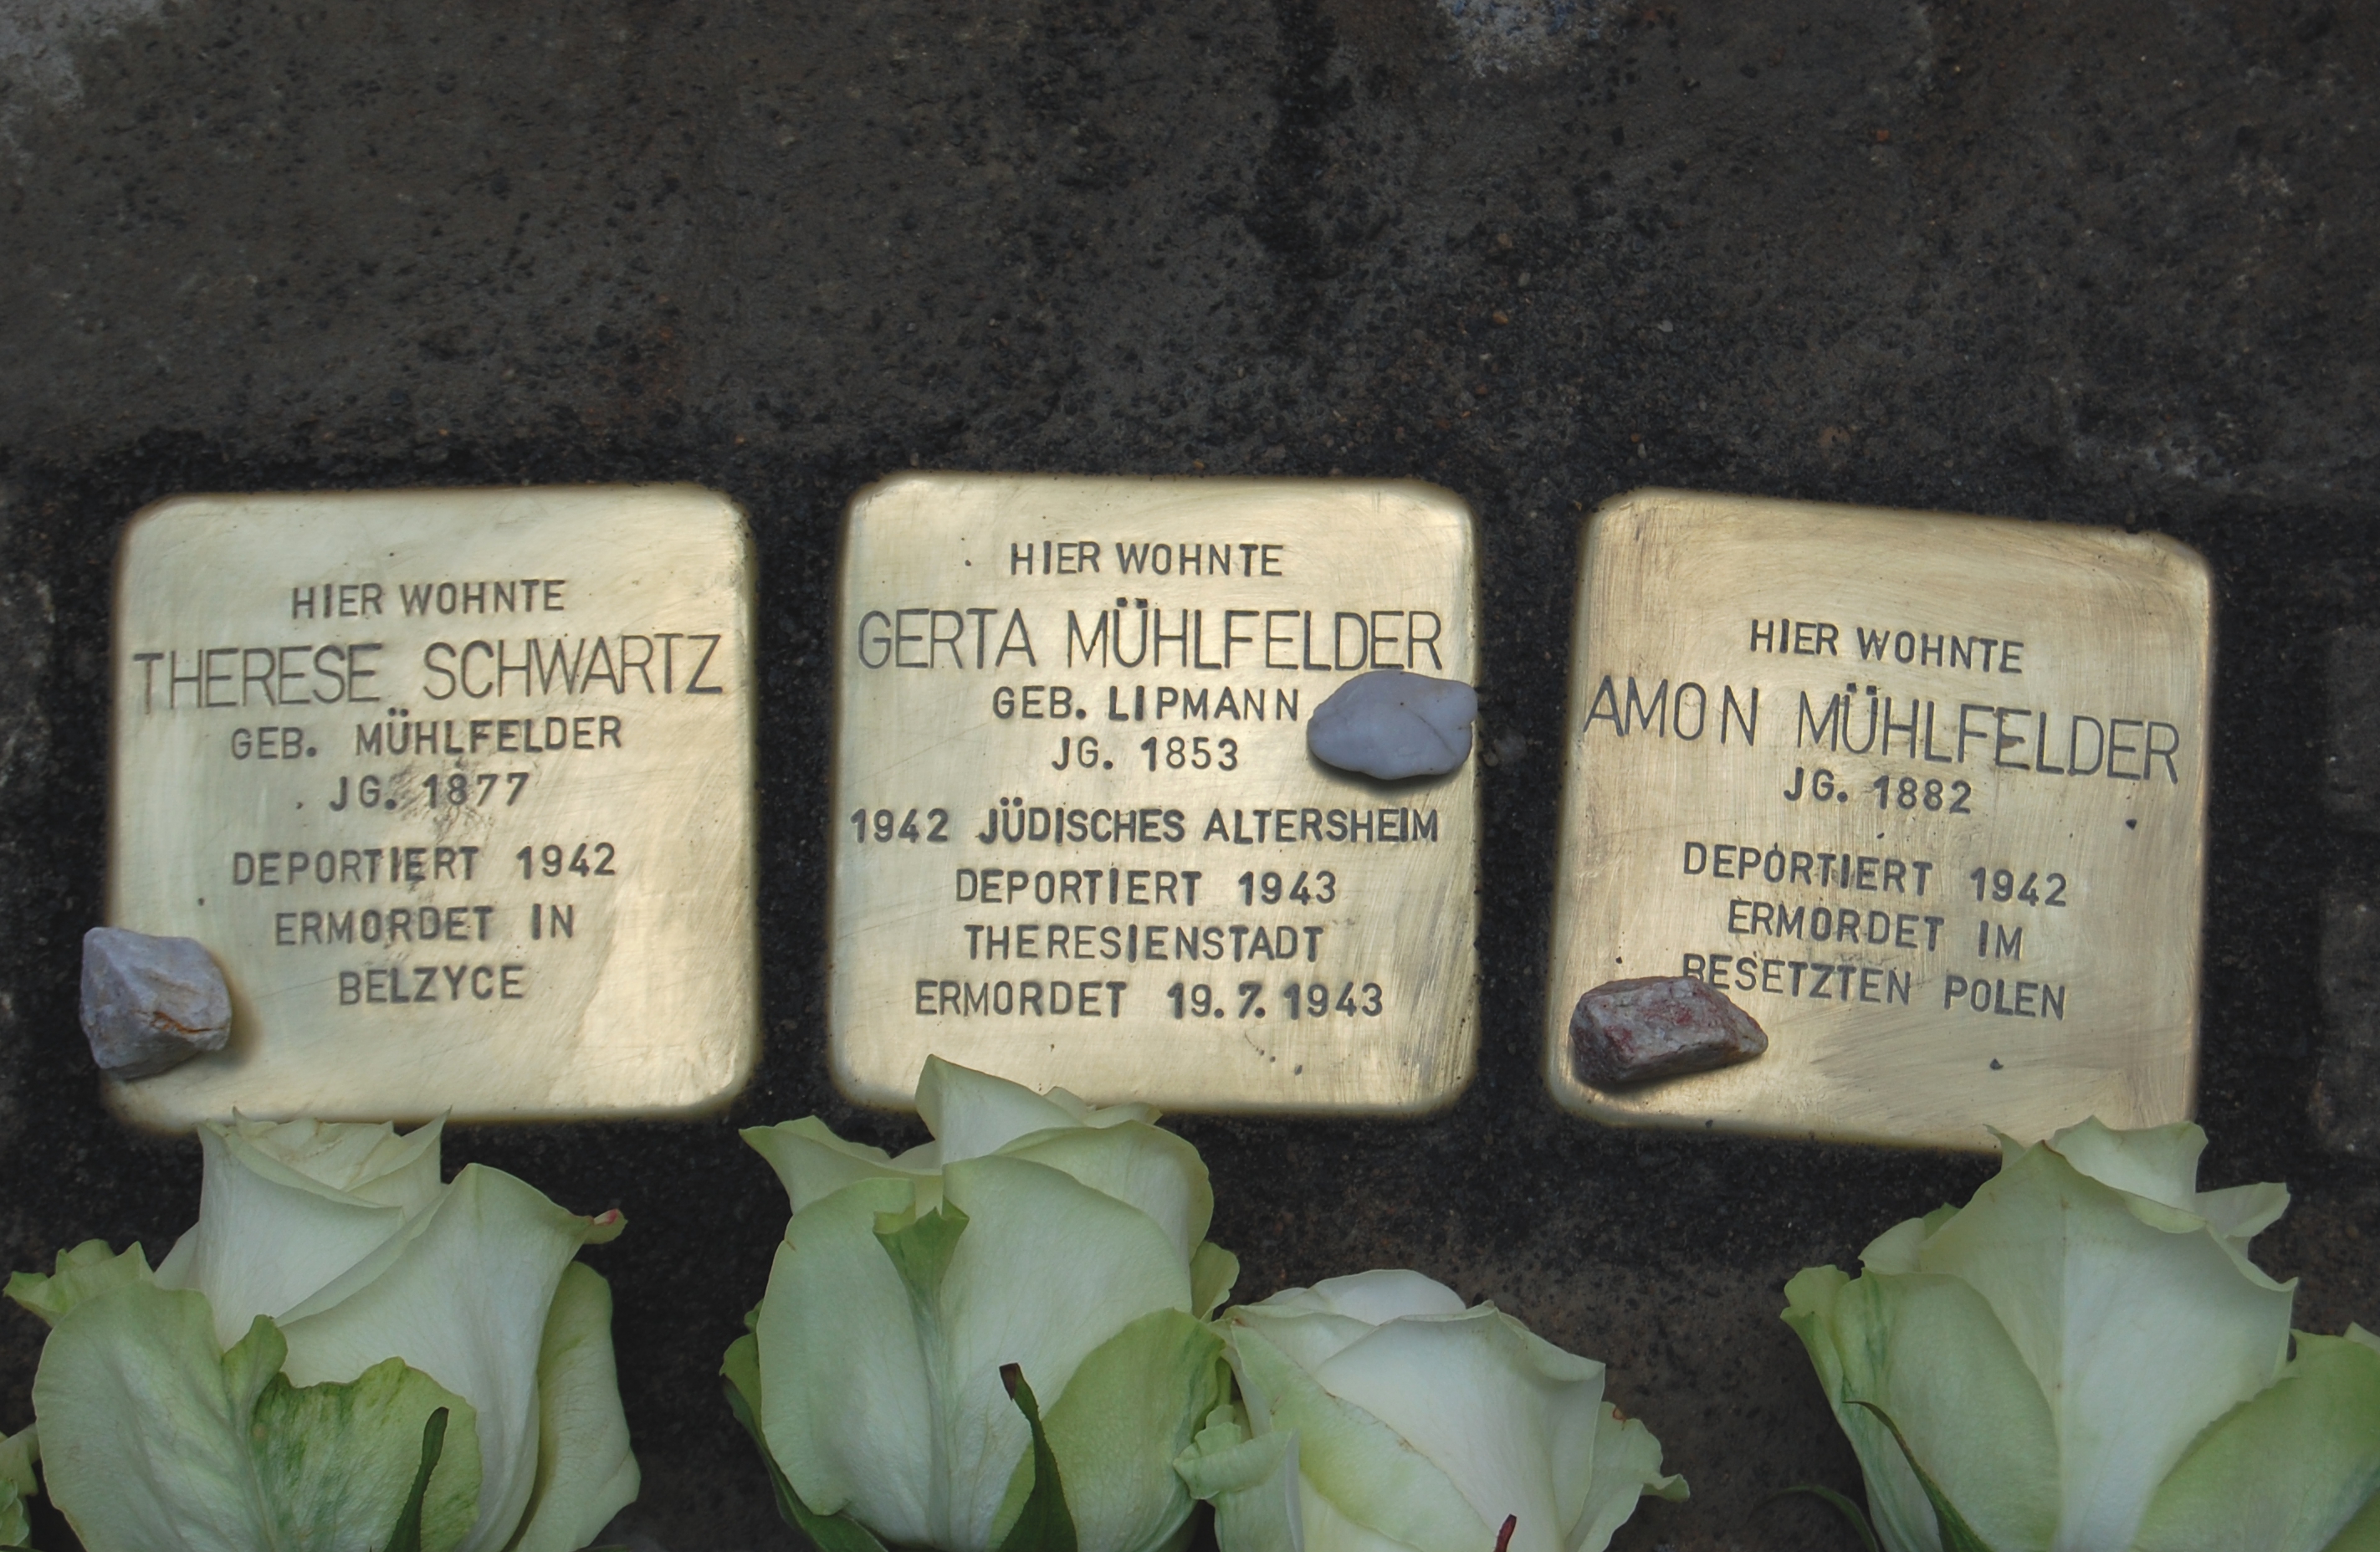 HIER WOHNTE
THERESE SCHWARTZ
GEB. MÜHLFELDER
JG. 1877
DEPORTIERT 1942
ERMORDET IN
BELZYCE
HIER WOHNTE
GERTA MÜHLFELDER
GEB. LIPMANN
JG. 1853
1942 JÜDISCHES ALTERSHEIM
DEPORTIERT 1943
THERESIENSTADT
ERMORDET 19.7.1943
HIER WOHNTE
AMON MÜHLFELDER
JG. 1882
DEPORTIERT 1942
ERMORDET IM
BESETZTEN POLEN